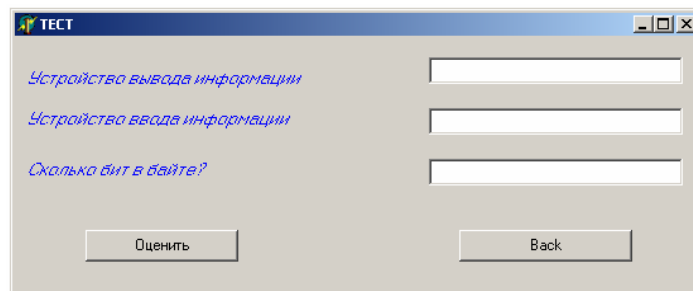 ТЕСТ
Устройство вывода информации
Устройство ввода информации
Сколько бит в байте?
Оценить Back